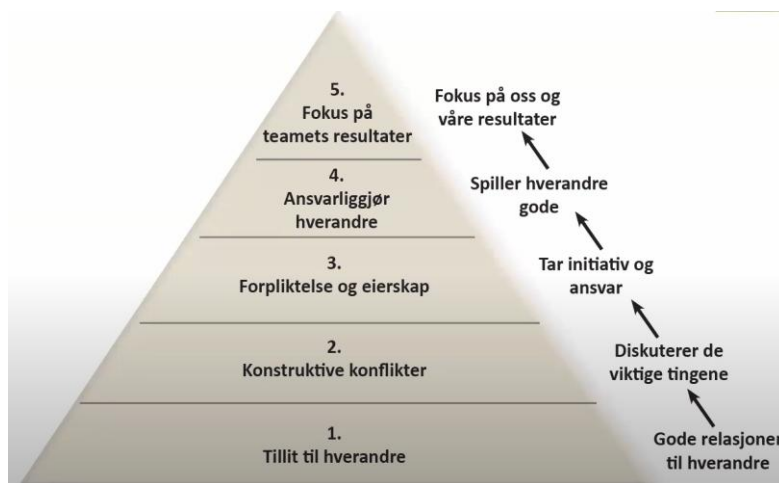 5.
Fokus på
teamets resultater
Fokus på oss og
våre resultater
4.
Ansvarliggjør
hverandre
Spiller hverandre
gode
3.
Forpliktelse og eierskap
Tar initiativ og
ansvar
2.
Konstruktive konflikter
Diskuterer de
viktige tingene
1.
Tillit til hverandre
Gode relasjoner
til hverandre